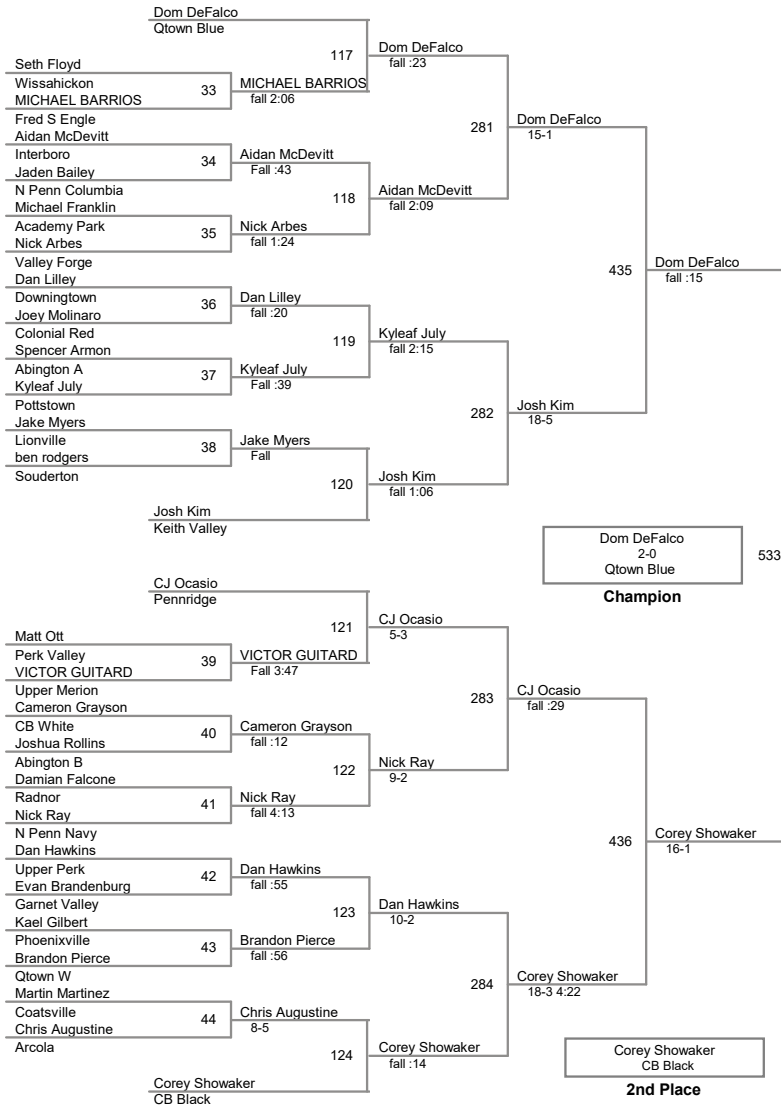 Dom DeFalco
Qtown Blue
117
Dom DeFalco
fall :23
Seth Floyd
Wissahickon
33
MICHAEL BARRIOS
MICHAEL BARRIOS
fall 2:06
Fred S Engle
281
Dom DeFalco
15-1
Aidan McDevitt
Interboro
34
Aidan McDevitt
Fall :43
Jaden Bailey
N Penn Columbia
118
Aidan McDevitt
fall 2:09
Michael Franklin
Academy Park
35
Nick Arbes
fall 1:24
Nick Arbes
Valley Forge
435
Dom DeFalco
fall :15
Dan Lilley
Downingtown
36
Dan Lilley
fall :20
Joey Molinaro
Colonial Red
119
Kyleaf July
fall 2:15
Spencer Armon
Abington A
37
Kyleaf July
Fall :39
Kyleaf July
Pottstown
282
Josh Kim
18-5
Jake Myers
Lionville
38
Jake Myers
Fall
ben rodgers
Souderton
120
Josh Kim
fall 1:06
Josh Kim
Keith Valley
Dom DeFalco
2-0
Qtown Blue
533
Champion
CJ Ocasio
Pennridge
121
CJ Ocasio
5-3
Matt Ott
Perk Valley
39
VICTOR GUITARD
Fall 3:47
VICTOR GUITARD
Upper Merion
283
CJ Ocasio
fall :29
Cameron Grayson
CB White
40
Cameron Grayson
fall :12
Joshua Rollins
Abington B
122
Nick Ray
9-2
Damian Falcone
Radnor
41
Nick Ray
fall 4:13
Nick Ray
N Penn Navy
436
Corey Showaker
16-1
Dan Hawkins
Upper Perk
42
Dan Hawkins
fall :55
Evan Brandenburg
Garnet Valley
123
Dan Hawkins
10-2
Kael Gilbert
Phoenixville
43
Brandon Pierce
fall :56
Brandon Pierce
Qtown W
284
Corey Showaker
18-3 4:22
Martin Martinez
Coatsville
44
Chris Augustine
8-5
Chris Augustine
Arcola
124
Corey Showaker
fall :14
Corey Showaker
CB Black
Corey Showaker
CB Black
2nd Place